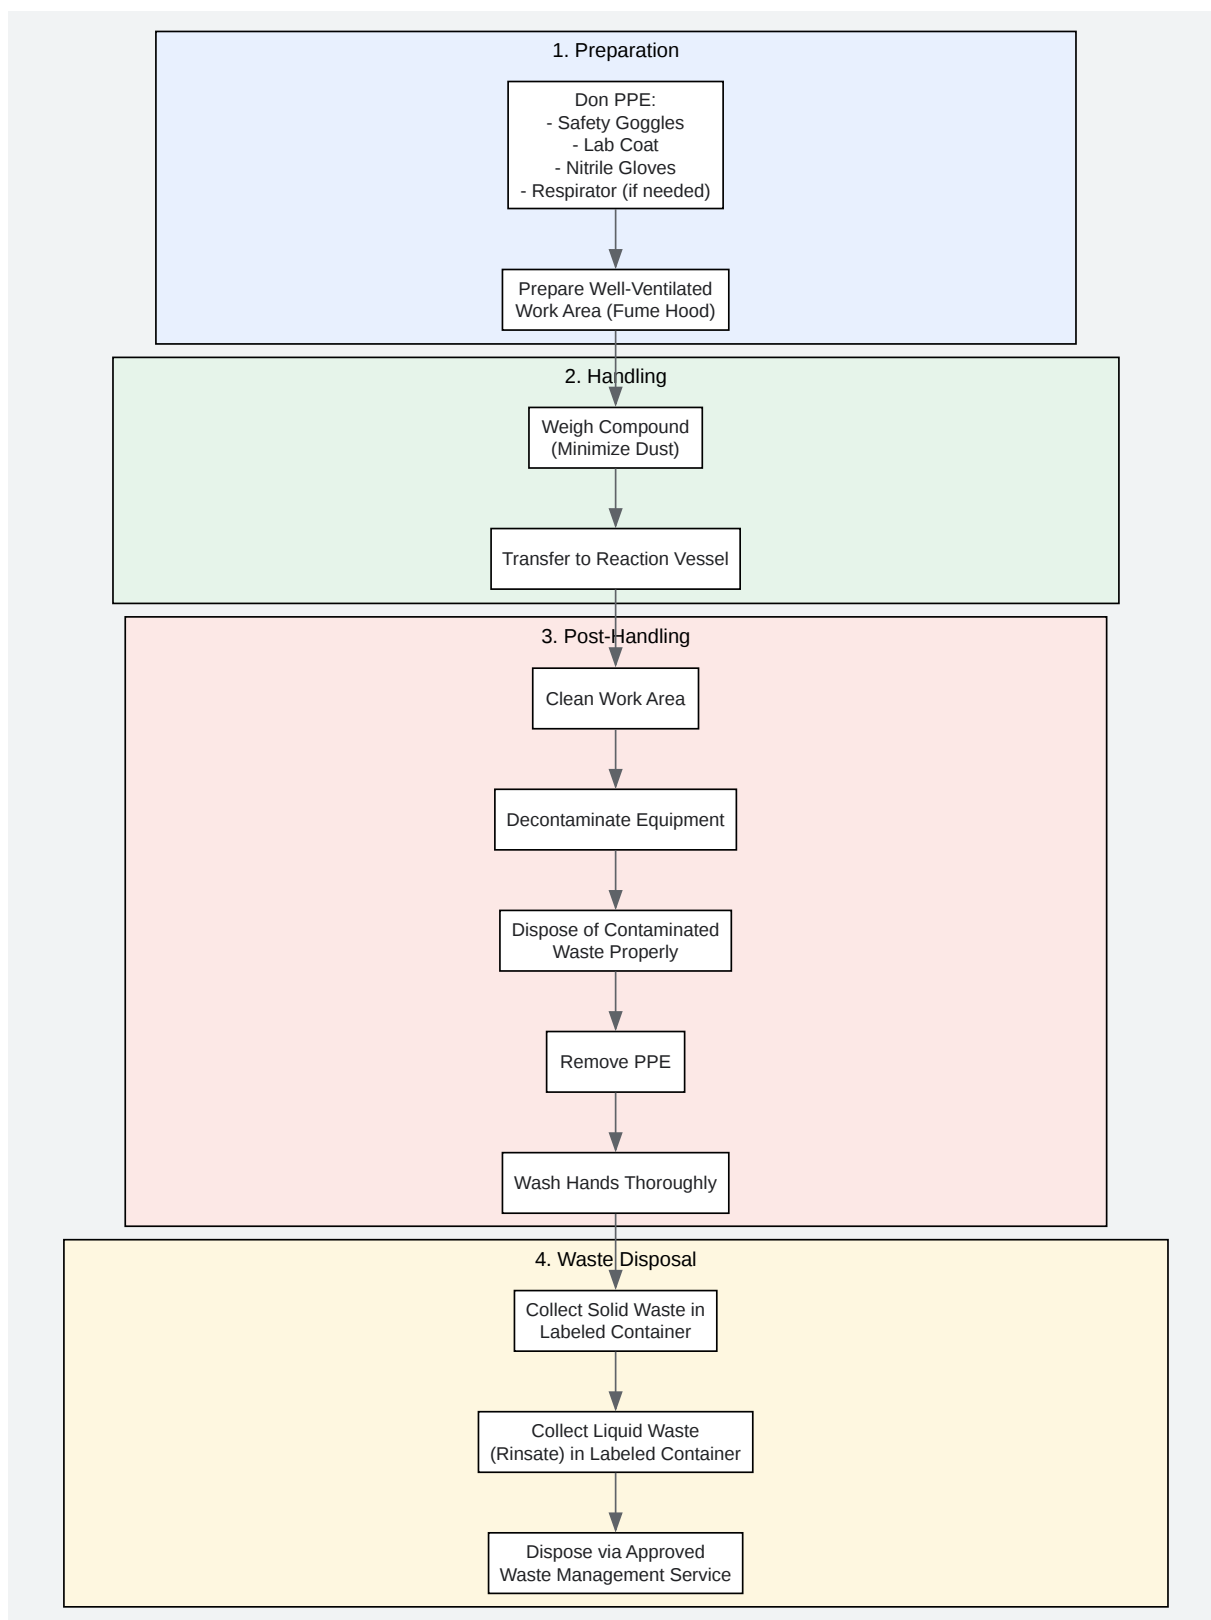 1. Preparation
Don PPE:
- Safety Goggles
- Lab Coat
- Nitrile Gloves
- Respirator (if needed)
Prepare Well-Ventilated
Work Area (Fume Hood)
2. Handling
Weigh Compound
(Minimize Dust)
Transfer to Reaction Vessel
3. Post-Handling
Clean Work Area
Decontaminate Equipment
Dispose of Contaminated
Waste Properly
Remove PPE
Wash Hands Thoroughly
4. Waste Disposal
Collect Solid Waste in
Labeled Container
Collect Liquid Waste
(Rinsate) in Labeled Container
Dispose via Approved
Waste Management Service